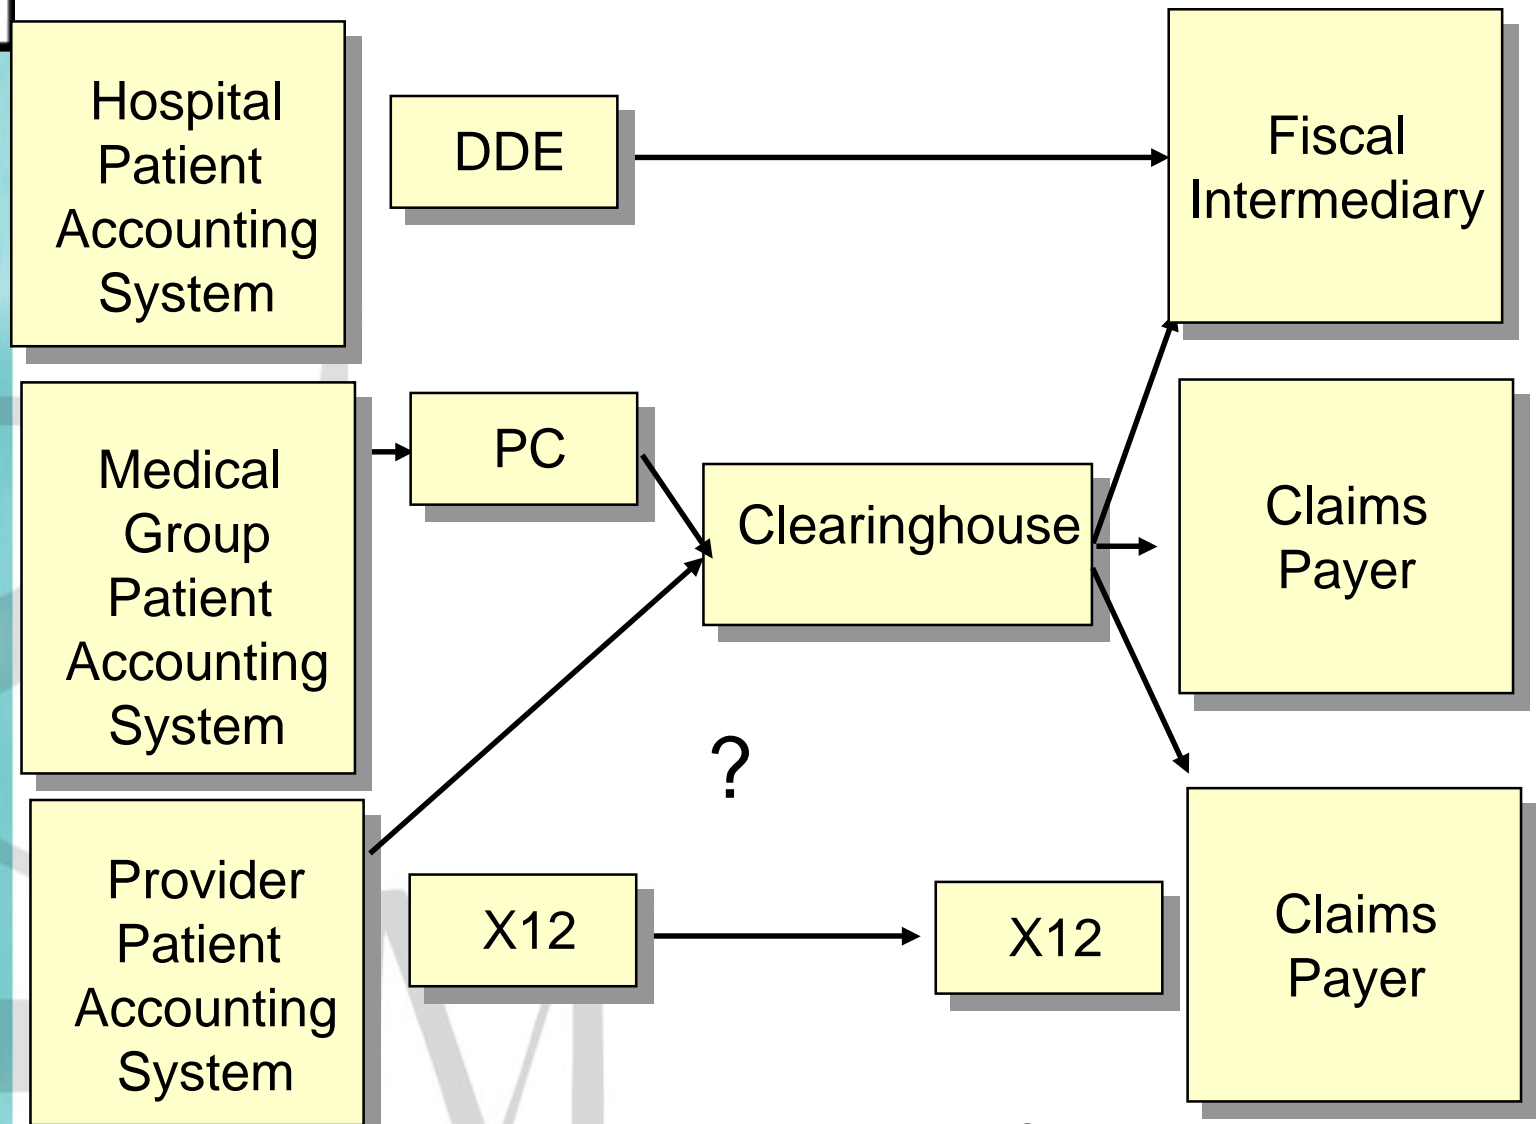 Hospital
Patient
Accounting
System
DDE
Fiscal
Intermediary
Medical
Group
Patient
Accounting
System
PC
Clearinghouse
Claims
Payer
?
Provider
Patient
Accounting
System
X12
X12
Claims
Payer